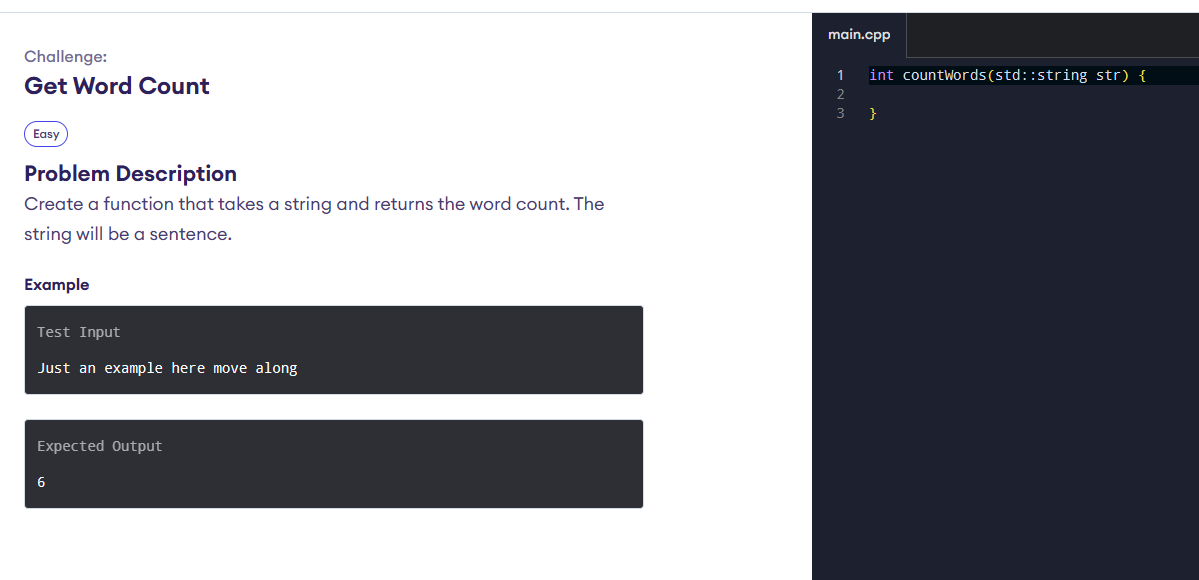 Challenge:
Get Word Count
Easy
Problem Description
Create a function that takes a string and returns the word count. The
string will be a sentence.
Example
Test Input
Just an example here move along
Expected Output
6
main.cpp
1 int countWords(std::string str) {
2
3 }